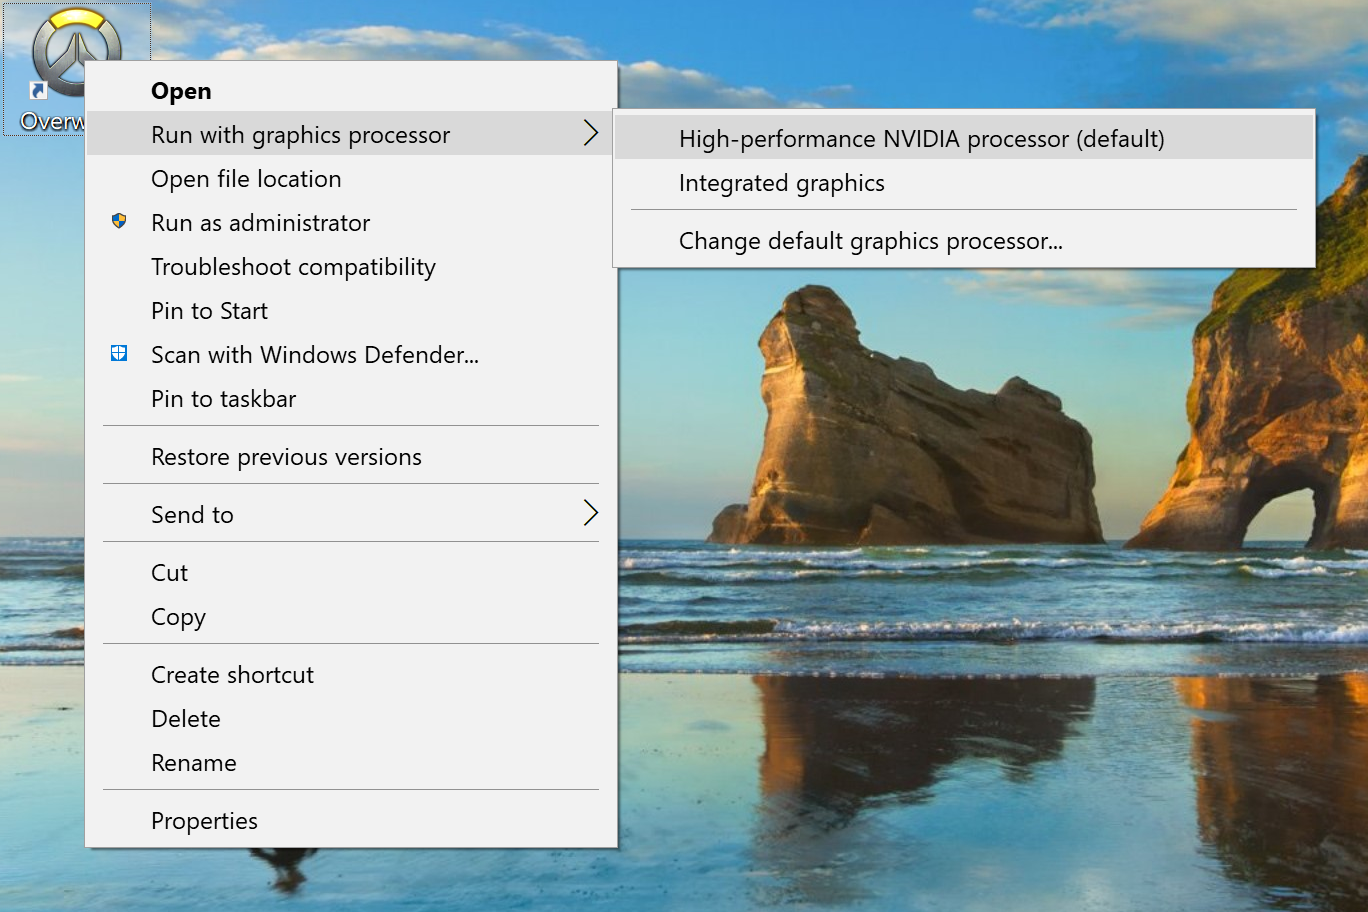 Overw
Open
Run with graphics processor
Open file location
Run as administrator
Troubleshoot compatibility
Pin to Start
Scan with Windows Defender...
Pin to taskbar
Restore previous versions
Send to
Cut
Copy
Create shortcut
Delete
Rename
Properties
High-performance NVIDIA processor (default)
Integrated graphics
Change default graphics processor...